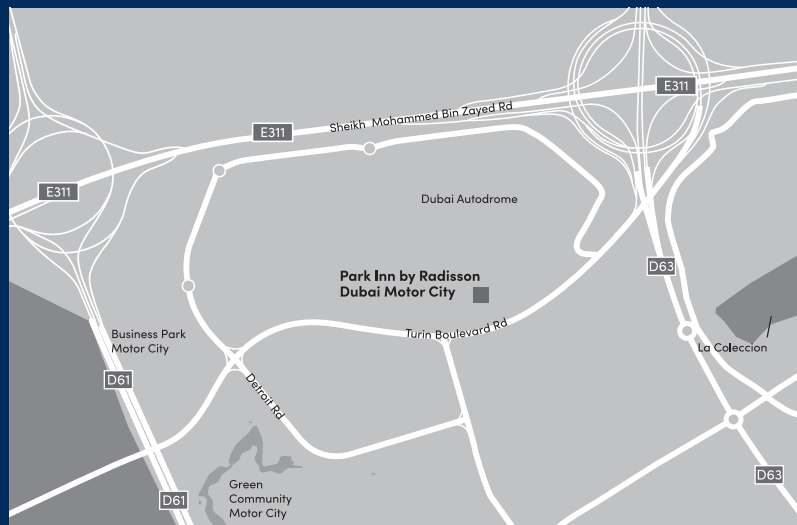 E311
Sheikh Mohammed Bin Zayed Rd
E311
E311
Dubai Autodrome
D63
Park Inn by Radisson
Dubai Motor City
Turin Boulevard Rd
Business Park
Motor City
La Coleccion
D61
Detroit Rd
D63
Green
Community
Motor City
D61